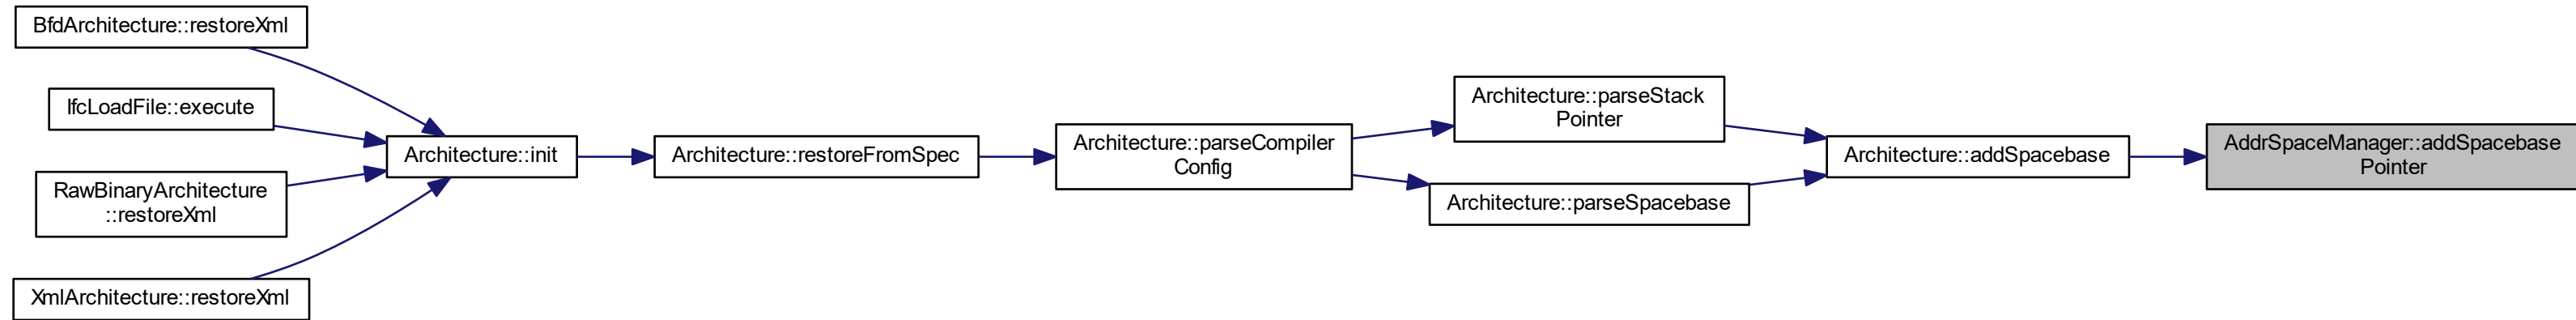 BfdArchitecture::restoreXml
IfcLoadFile::execute
RawBinaryArchitecture
::restoreXml
XmlArchitecture::restoreXml
Architecture::init
Architecture::restoreFromSpec
Architecture::parseCompiler
Config
Architecture::parseStack
Pointer
Architecture::parseSpacebase
Architecture::addSpacebase
AddrSpaceManager::addSpacebase
Pointer